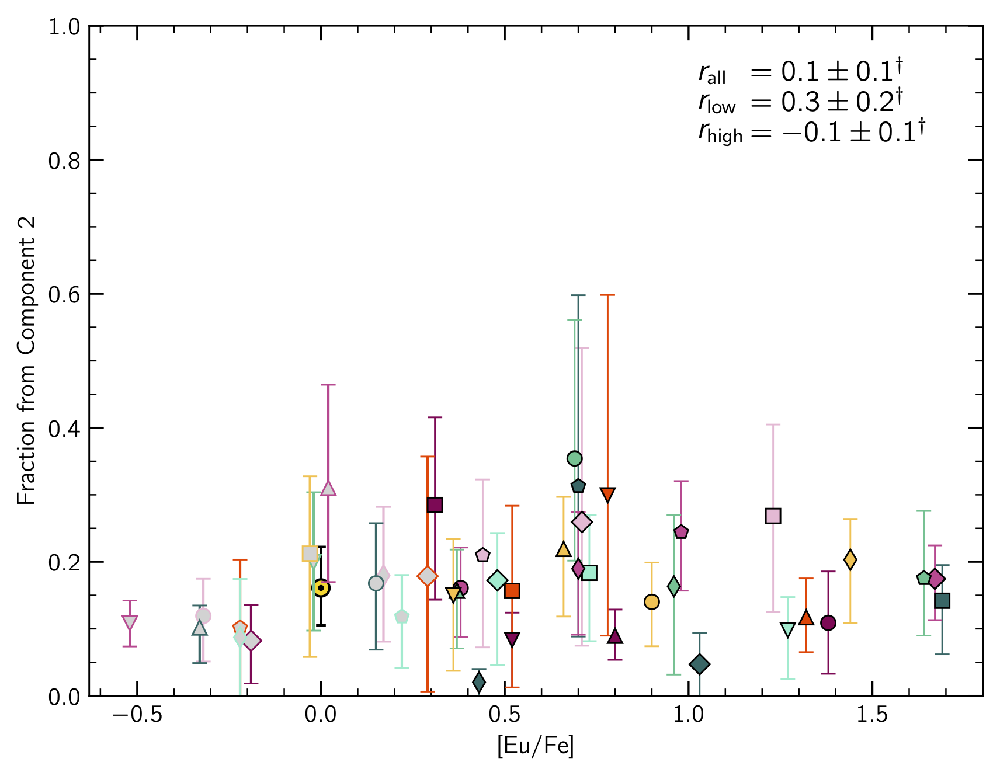 1.0
0.8
0.6
0.4
0.2
0.0
Fraction from Component 2
r_all = 0.1 ± 0.1†
r_low = 0.3 ± 0.2†
r_high = −0.1 ± 0.1†
−0.5 0.0 0.5 1.0 1.5
[Eu/Fe]